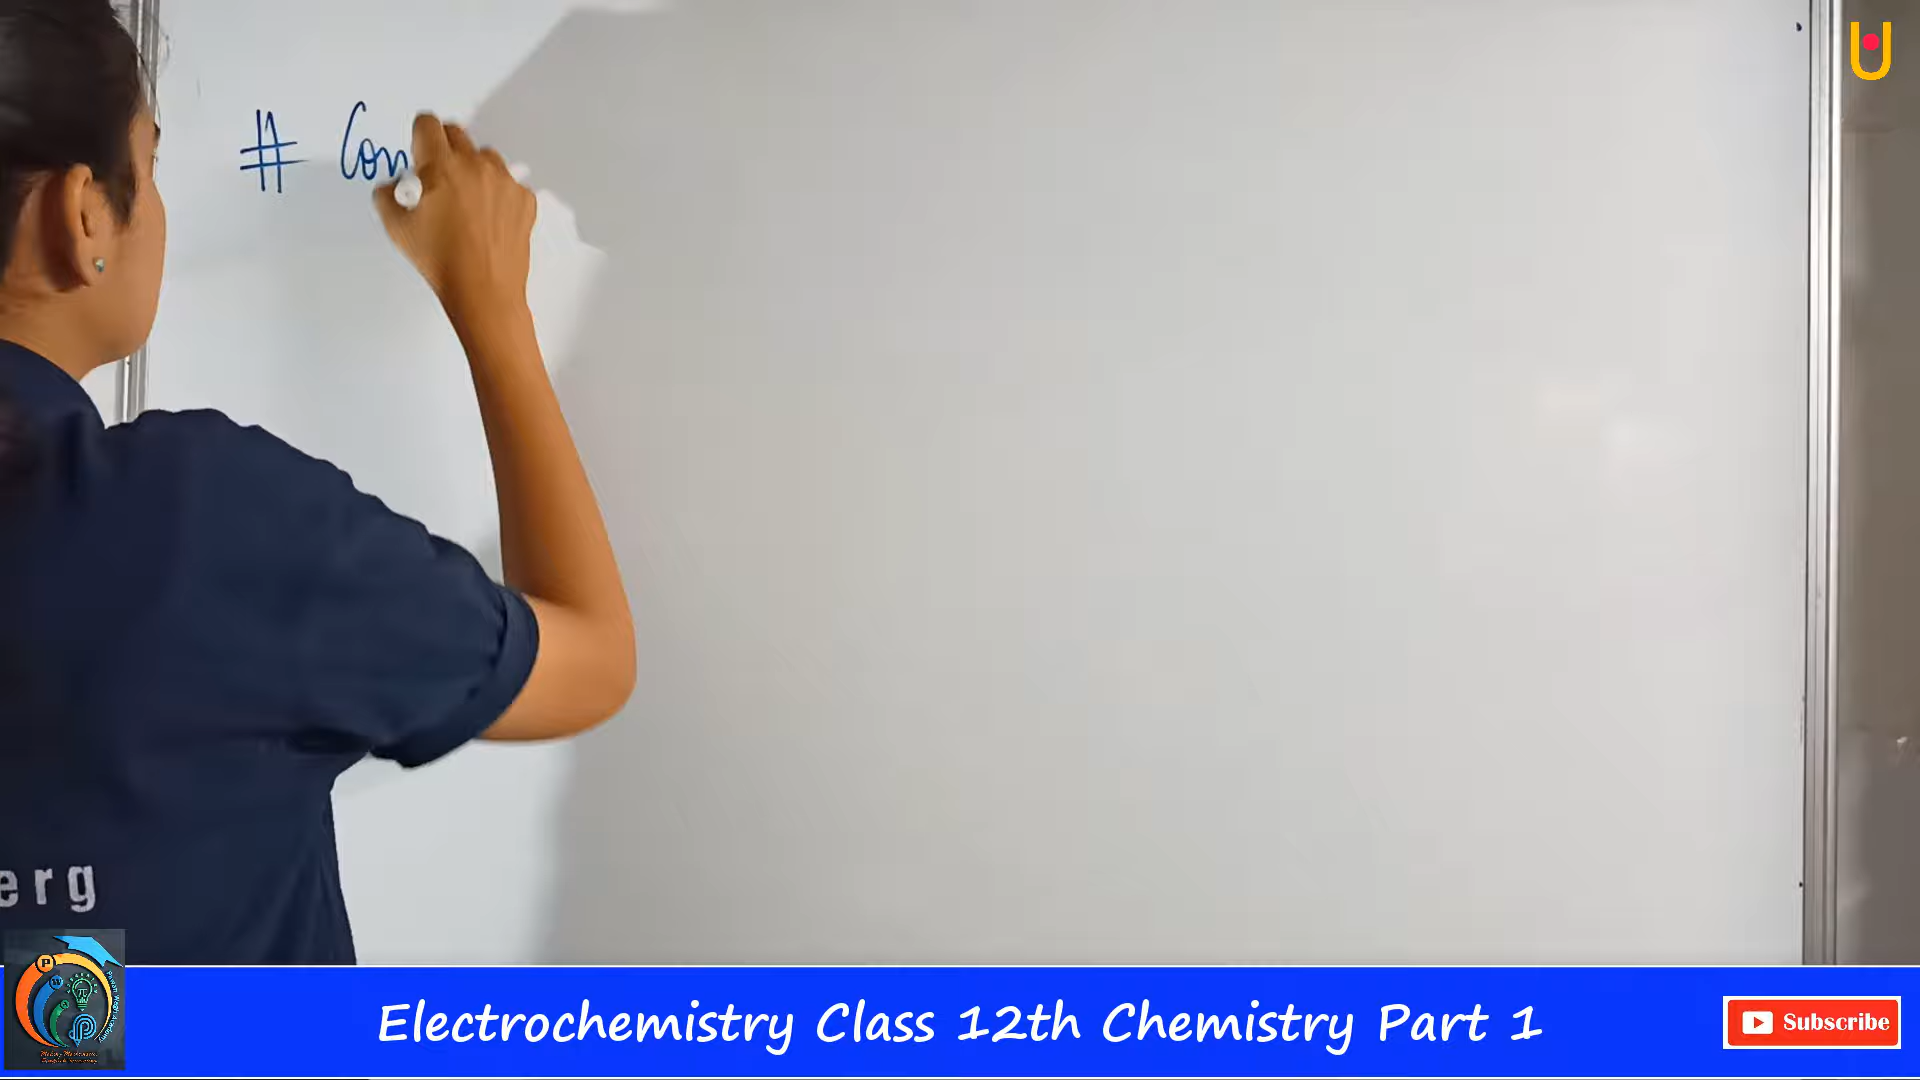 # Con
erg
Electrochemistry Class 12th Chemistry Part 1
Subscribe